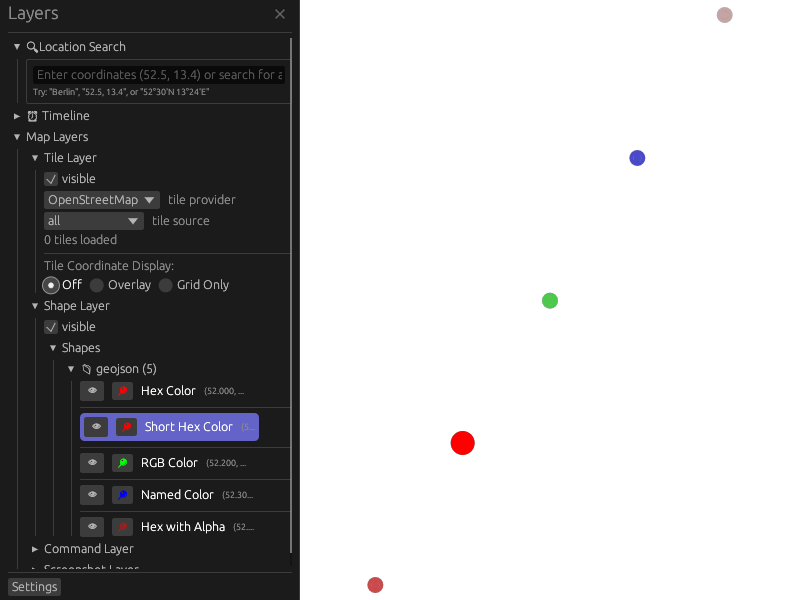 Layers
Location Search
Enter coordinates (52.5, 13.4) or search for a
Try: "Berlin", "52.5, 13.4", or "52°30'N 13°24'E"
Timeline
Map Layers
Tile Layer
visible
OpenStreetMap tile provider
all tile source
0 tiles loaded
Tile Coordinate Display:
Off Overlay Grid Only
Shape Layer
visible
Shapes
geojson (5)
Hex Color (52.000, ...
Short Hex Color (5...
RGB Color (52.200, ...
Named Color (52.30...
Hex with Alpha (52....
Command Layer
Screenshot Layer
Settings